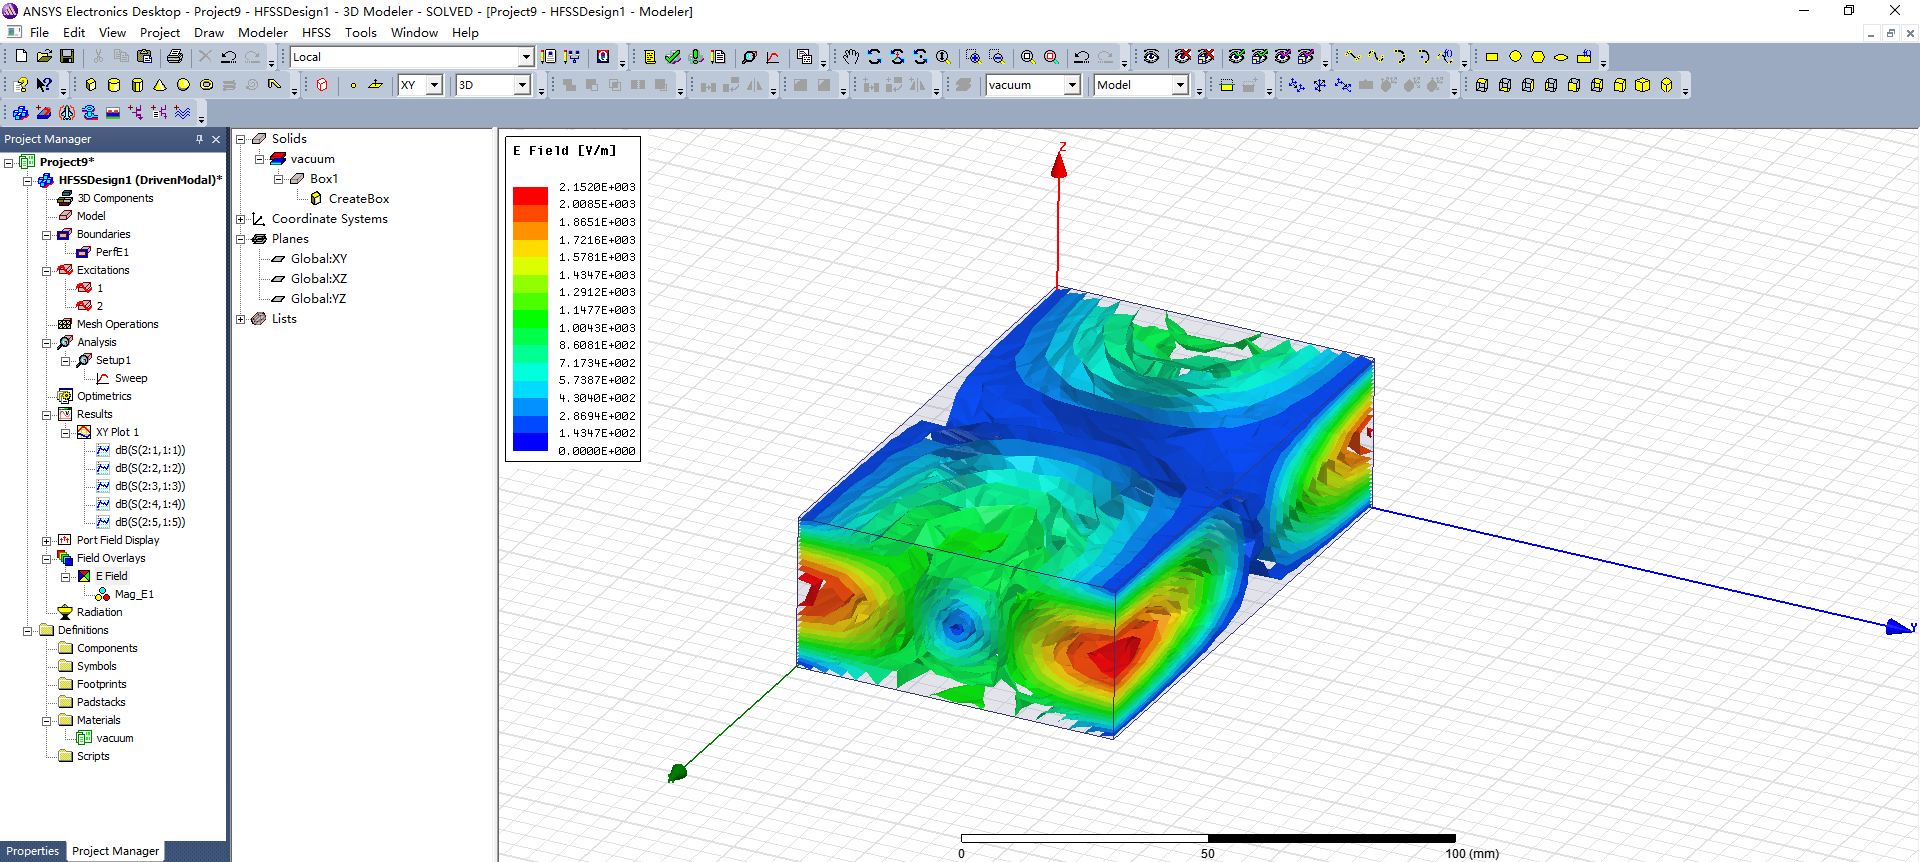 ANSYS Electronics Desktop - Project9 - HFSSDesign1 - 3D Modeler - SOLVED - [Project9 - HFSSDesign1 - Modeler]
File Edit View Project Draw Modeler HFSS Tools Window Help
Local
XY 3D vacuum Model
Project Manager
Project9*
HFSSDesign1 (DrivenModal)*
3D Components
Model
Boundaries
PerfE1
Excitations
1
2
Mesh Operations
Analysis
Setup1
Sweep
Optimetrics
Results
XY Plot 1
dB(S(2:1,1:1))
dB(S(2:2,1:2))
dB(S(2:3,1:3))
dB(S(2:4,1:4))
dB(S(2:5,1:5))
Port Field Display
Field Overlays
E Field
Mag_E1
Radiation
Definitions
Components
Symbols
Footprints
Padstacks
Materials
vacuum
Scripts
Properties Project Manager
Solids
vacuum
Box1
CreateBox
Coordinate Systems
Planes
Global:XY
Global:XZ
Global:YZ
Lists
E Field [V/m]
2.1520E+003
2.0085E+003
1.8651E+003
1.7216E+003
1.5781E+003
1.4347E+003
1.2912E+003
1.1477E+003
1.0043E+003
8.6081E+002
7.1734E+002
5.7387E+002
4.3040E+002
2.8694E+002
1.4347E+002
0.0000E+000
Z
Y
0 50 100 (mm)